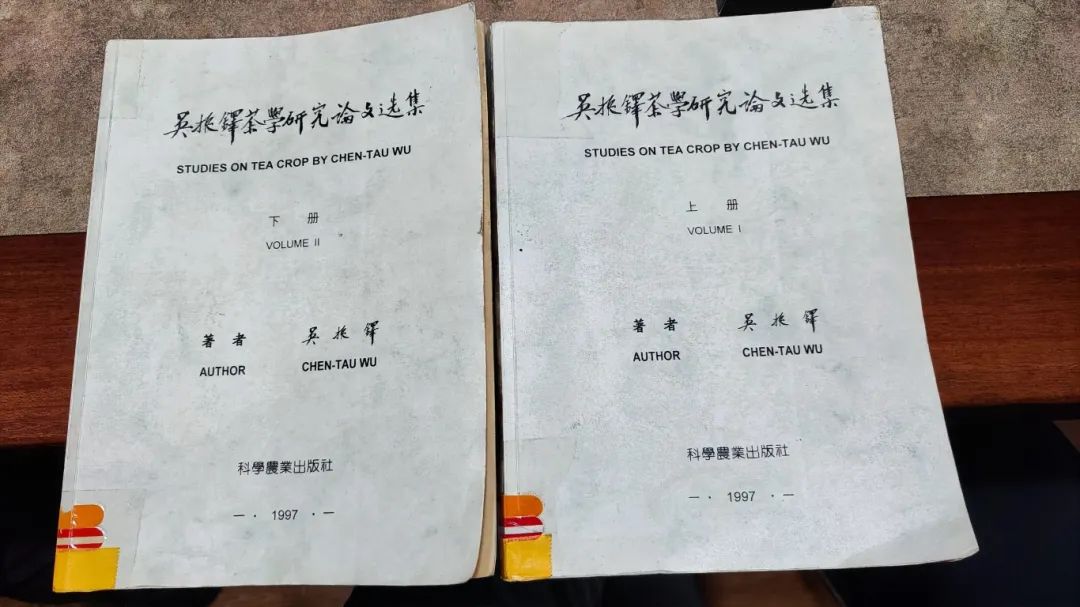 吳振鐸茶學研究論文选集
STUDIES ON TEA CROP BY CHEN-TAU WU
下 册
VOLUME II
著 者 吳振鐸
AUTHOR CHEN-TAU WU
科學農業出版社
一 · 1997 · 一
吳振鐸茶學研究論文选集
STUDIES ON TEA CROP BY CHEN-TAU WU
上 册
VOLUME I
著 者 吳振鐸
AUTHOR CHEN-TAU WU
科學農業出版社
一 · 1997 · 一